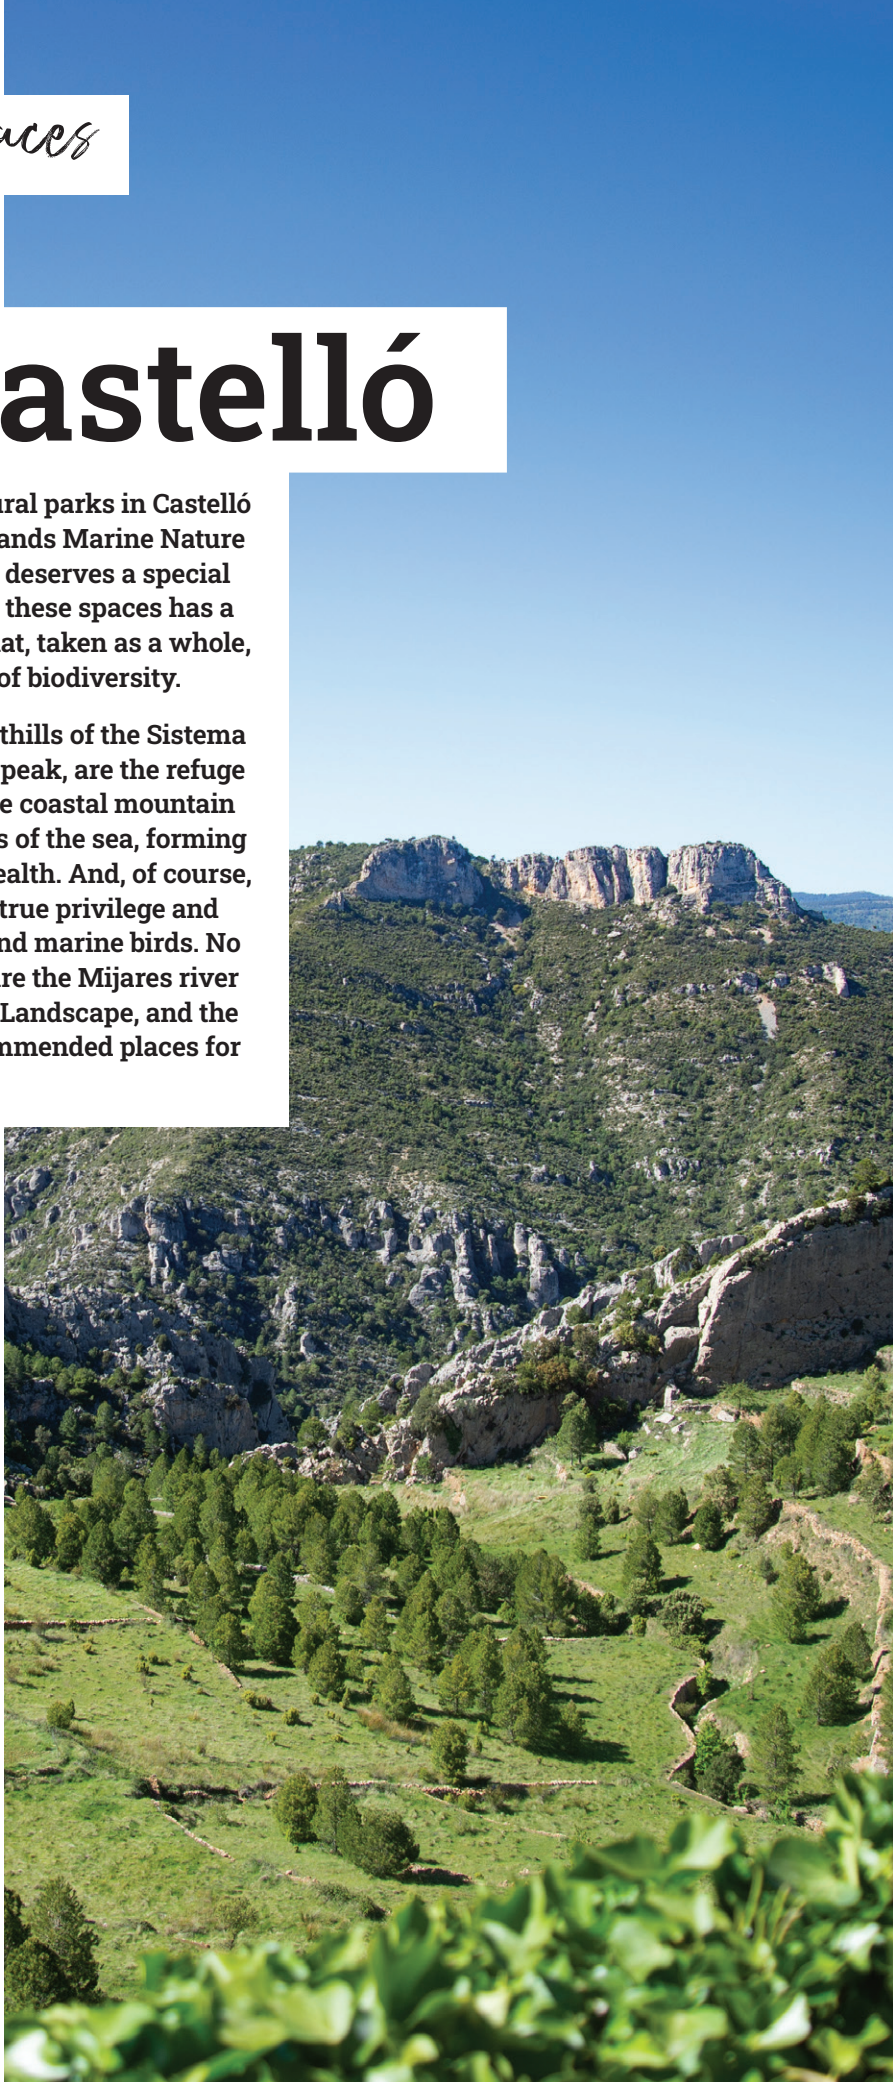 aces
astelló
ural parks in Castelló
ands Marine Nature
deserves a special
these spaces has a
at, taken as a whole,
of biodiversity.
thills of the Sistema
peak, are the refuge
e coastal mountain
s of the sea, forming
ealth. And, of course,
true privilege and
nd marine birds. No
re the Mijares river
Landscape, and the
mmended places for